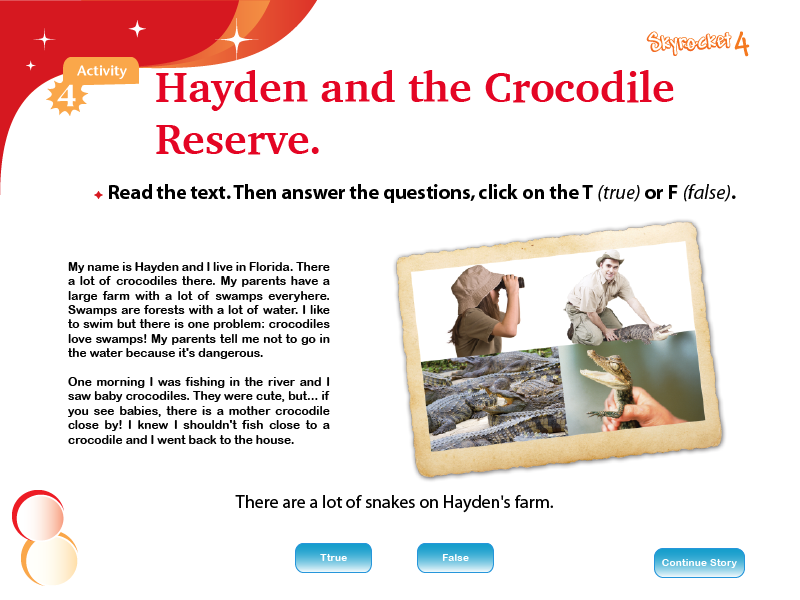 Skyrocket 4
Activity
4
Hayden and the Crocodile
Reserve.
Read the text. Then answer the questions, click on the T (true) or F (false).
My name is Hayden and I live in Florida. There
a lot of crocodiles there. My parents have a
large farm with a lot of swamps everyhere.
Swamps are forests with a lot of water. I like
to swim but there is one problem: crocodiles
love swamps! My parents tell me not to go in
the water because it's dangerous.
One morning I was fishing in the river and I
saw baby crocodiles. They were cute, but... if
you see babies, there is a mother crocodile
close by! I knew I shouldn't fish close to a
crocodile and I went back to the house.
There are a lot of snakes on Hayden's farm.
Ttrue
False
Continue Story